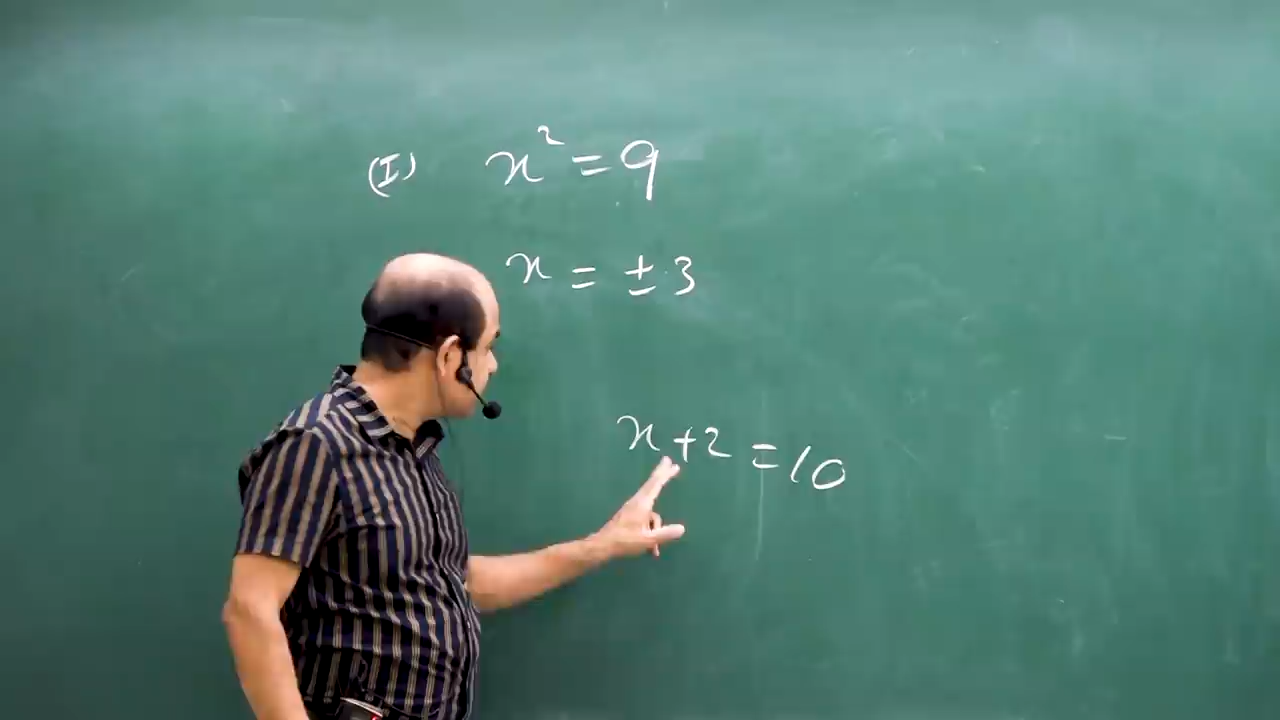 (I) x² = 9
x = ±3
x+2 = 10